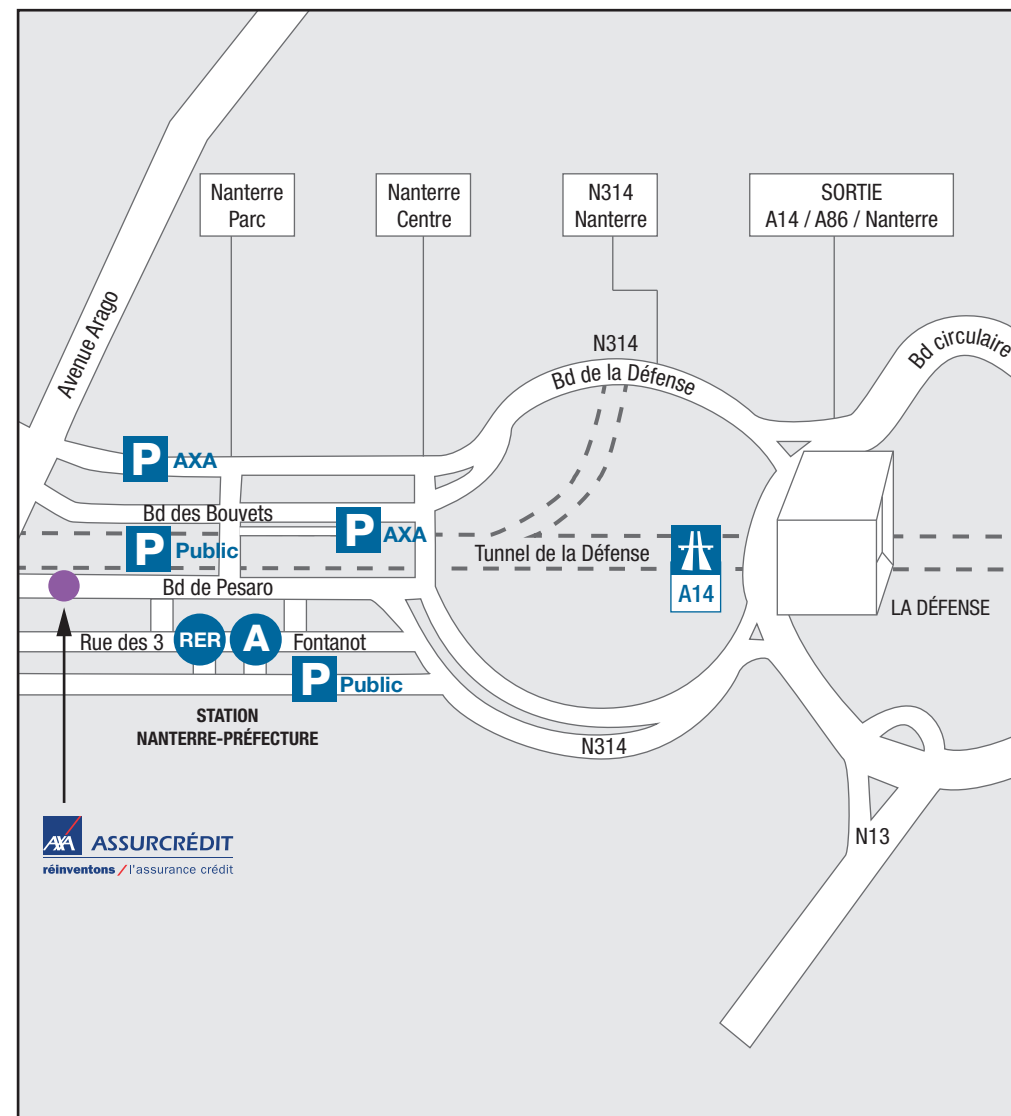 Nanterre
Parc
Nanterre
Centre
N314
Nanterre
SORTIE
A14 / A86 / Nanterre
Avenue Arago
N314
Bd de la Défense
Bd circulaire
P AXA
Bd des Bouvets
P AXA
P Public
Tunnel de la Défense
A14
Bd de Pesaro
LA DÉFENSE
Rue des 3
RER
A
Fontanot
P Public
STATION
NANTERRE-PRÉFECTURE
N314
N13
AXA ASSURCRÉDIT
réinventons / l'assurance crédit